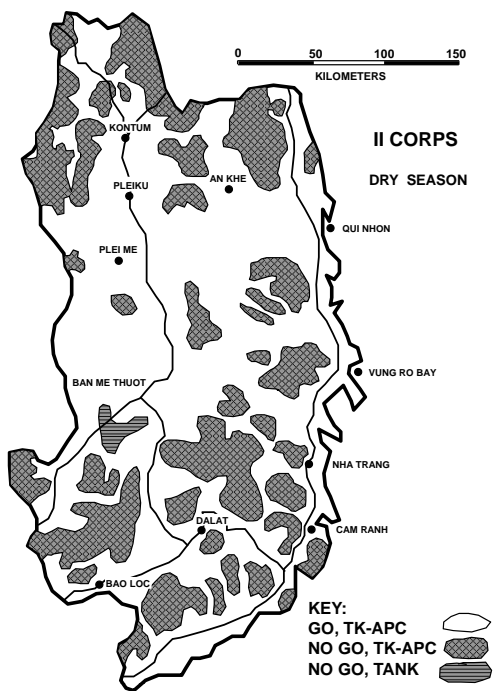 0 50 100 150
KILOMETERS
II CORPS
DRY SEASON
KONTUM
PLEIKU
AN KHE
QUI NHON
PLEI ME
VUNG RO BAY
BAN ME THUOT
NHA TRANG
DALAT
CAM RANH
BAO LOC
KEY:
GO, TK-APC
NO GO, TK-APC
NO GO, TANK